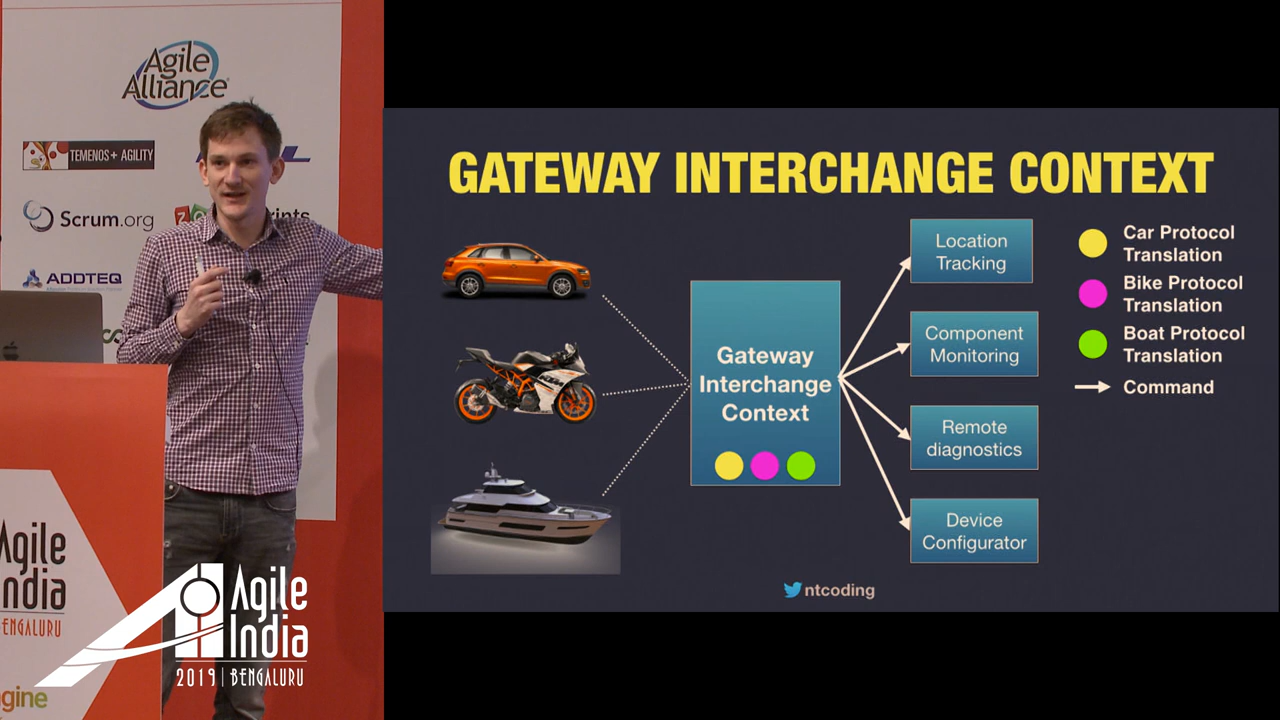 Agile
Alliance
TEMENOS + AGILITY
Scrum.org
ADDTEQ
Agile
India
BENGALURU
Agile
India
2019 | BENGALURU
GATEWAY INTERCHANGE CONTEXT
Gateway
Interchange
Context
Location
Tracking
Component
Monitoring
Remote
diagnostics
Device
Configurator
Car Protocol
Translation
Bike Protocol
Translation
Boat Protocol
Translation
Command
ntcoding